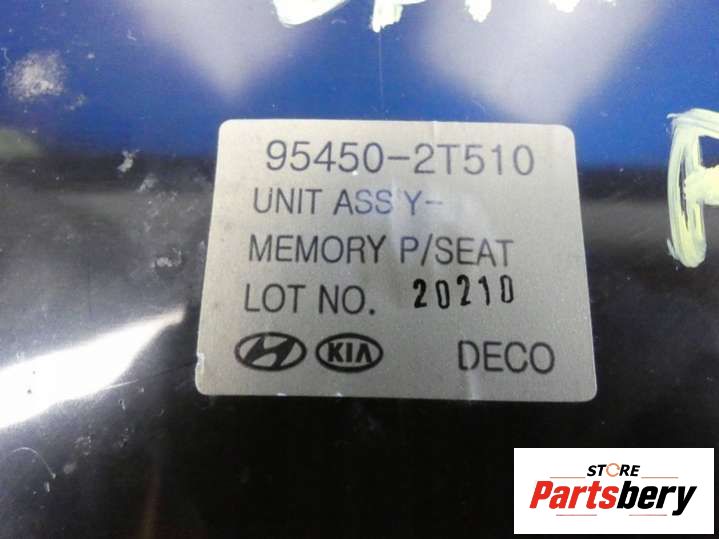 95450-2T510
UNIT ASS'Y-
MEMORY P/SEAT
LOT NO. 20210
KIA DECO
STORE
Partsbery